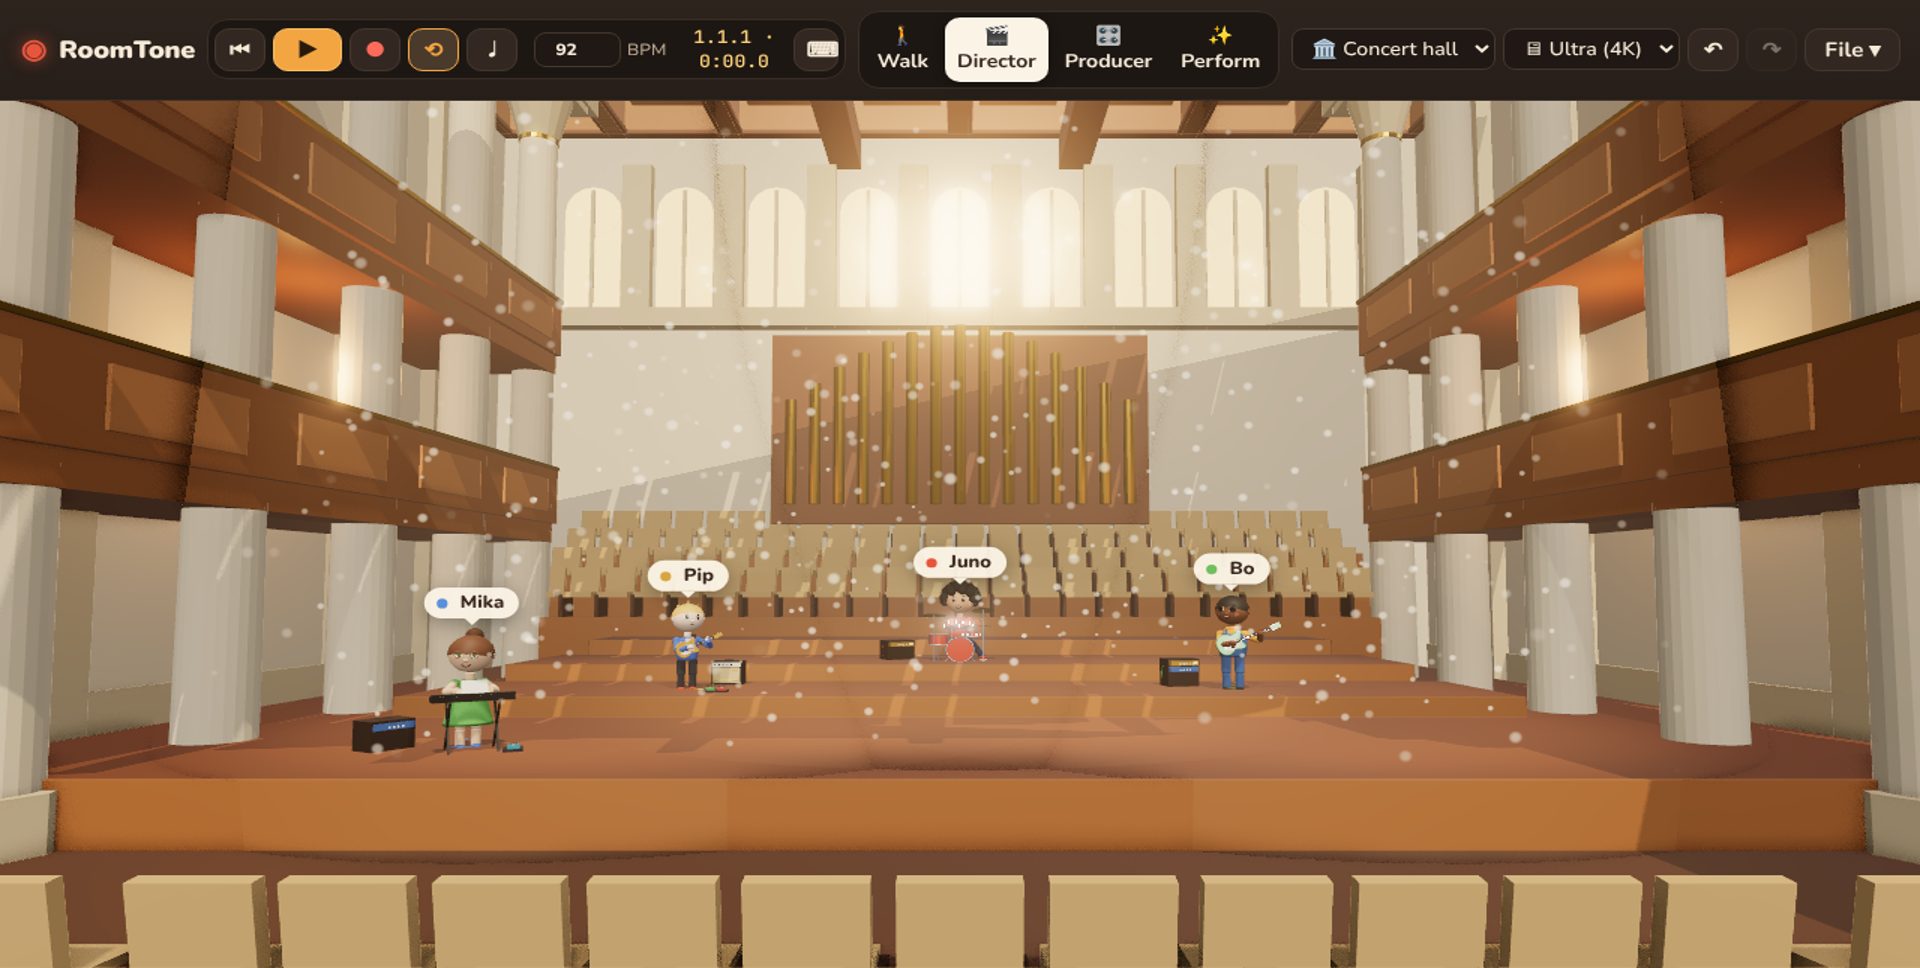 RoomTone
92
BPM
1.1.1 ·
0:00.0
Walk
Director
Producer
Perform
Concert hall
Ultra (4K)
File ▾
Juno
Bo
Pip
Mika